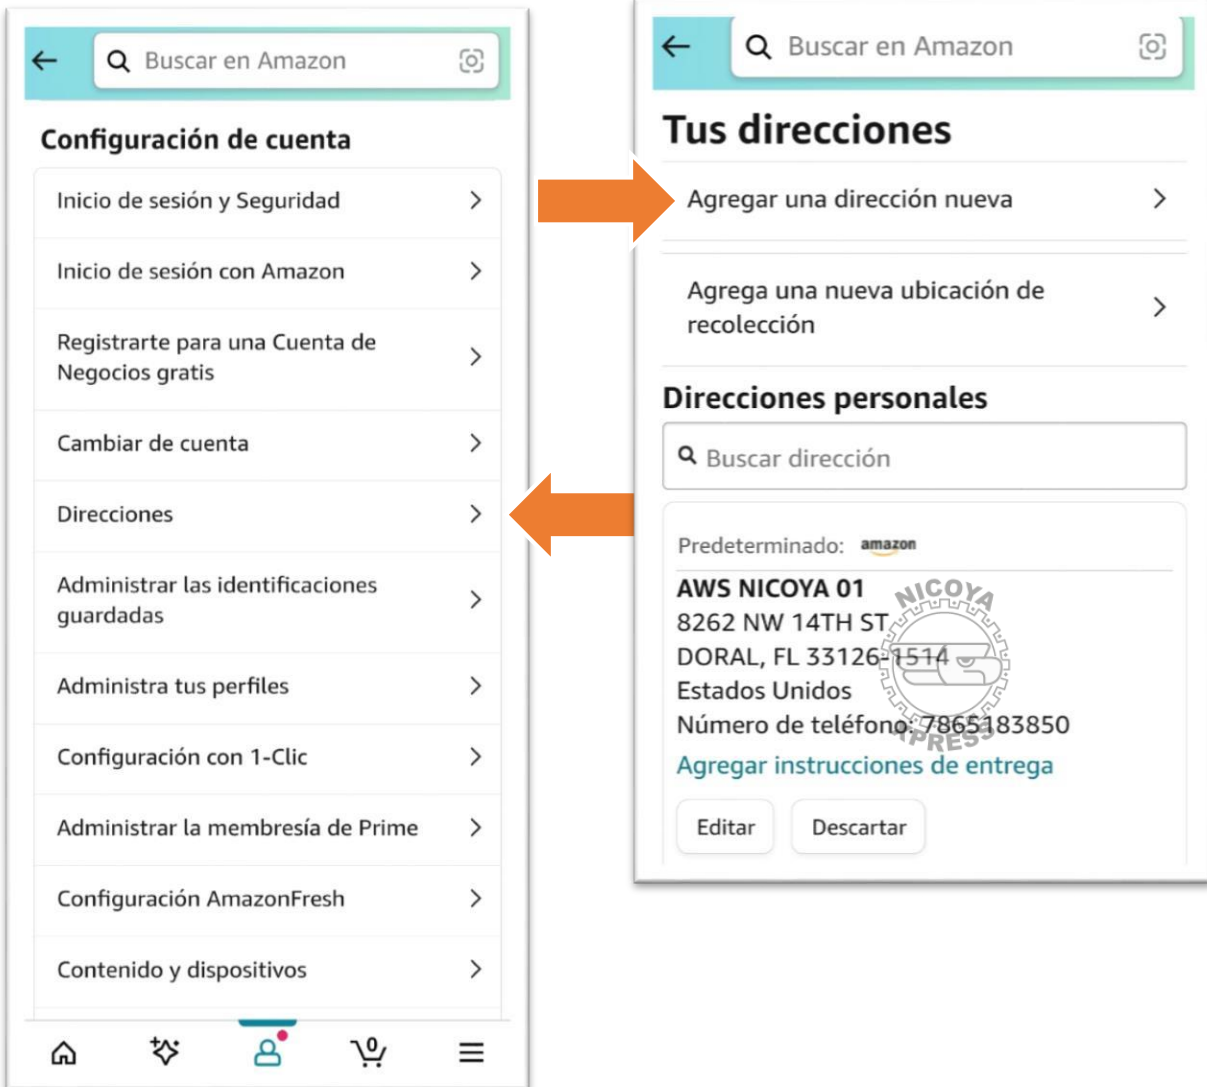 Buscar en Amazon
Configuración de cuenta
Inicio de sesión y Seguridad
Inicio de sesión con Amazon
Registrarte para una Cuenta de
Negocios gratis
Cambiar de cuenta
Direcciones
Administrar las identificaciones
guardadas
Administra tus perfiles
Configuración con 1-Clic
Administrar la membresía de Prime
Configuración AmazonFresh
Contenido y dispositivos
0
Buscar en Amazon
Tus direcciones
Agregar una dirección nueva
Agrega una nueva ubicación de
recolección
Direcciones personales
Buscar dirección
Predeterminado: amazon
AWS NICOYA 01
8262 NW 14TH ST
DORAL, FL 33126-1514
Estados Unidos
Número de teléfono: 7865183850
Agregar instrucciones de entrega
Editar Descartar
NICOYA
XPRESS